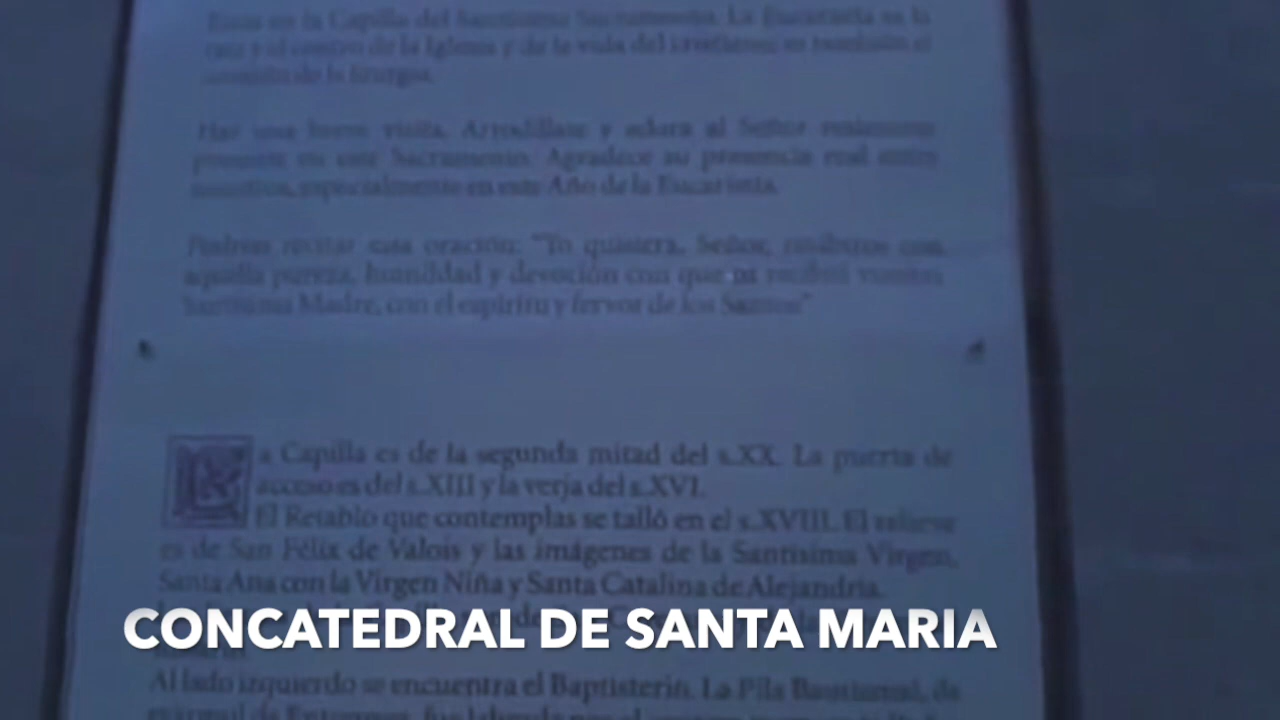 Estás en la Capilla del Santísimo Sacramento. La Eucaristía es la
raíz y el centro de la Iglesia y de la vida del cristiano; es también el
de la liturgia.
Haz una breve visita. Arrodíllate y adora al Señor realmente
presente en este Sacramento. Agradece su presencia real entre
nosotros, especialmente en este Año de la Eucaristía.
Podrías recitar esta oración: "Yo quisiera, Señor, recibiros con
aquella pureza, humildad y devoción con que os recibió vuestra
Santísima Madre, con el espíritu y fervor de los Santos"
La Capilla es de la segunda mitad del s.XX. La puerta de
acceso es del s.XIII y la verja del s.XVI.
El Retablo que contemplas se talló en el s.XVIII. El relieve
es de San Félix de Valois y las imágenes de la Santísima Virgen,
Santa Ana con la Virgen Niña y Santa Catalina de Alejandría.
CONCATEDRAL DE SANTA MARIA
Al lado izquierdo se encuentra el Baptisterio. La Pila Bautismal, de
mármol de